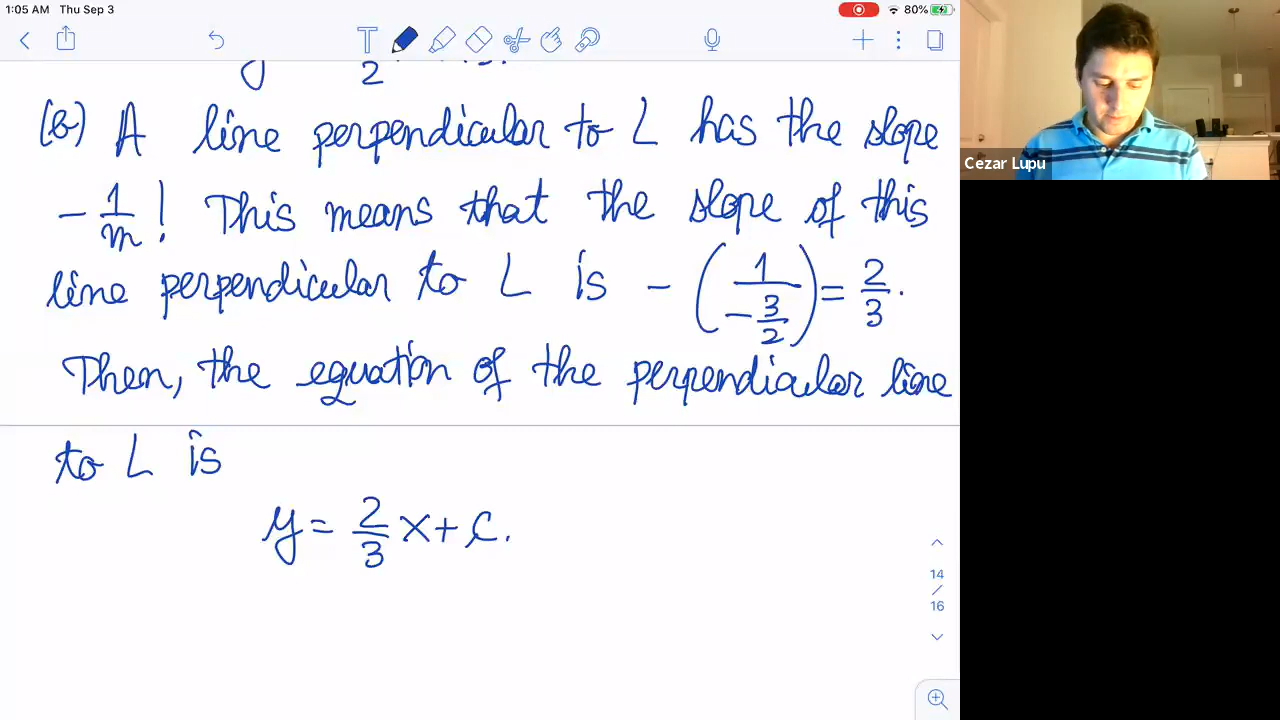 1:05 AM Thu Sep 3
80%
T
(b) A line perpendicular to L has the slope
- 1/m! This means that the slope of this
line perpendicular to L is - (1/(-3/2)) = 2/3.
Then, the equation of the perpendicular line
to L is
y = 2/3 x + c.
Cezar Lupu
14
/
16